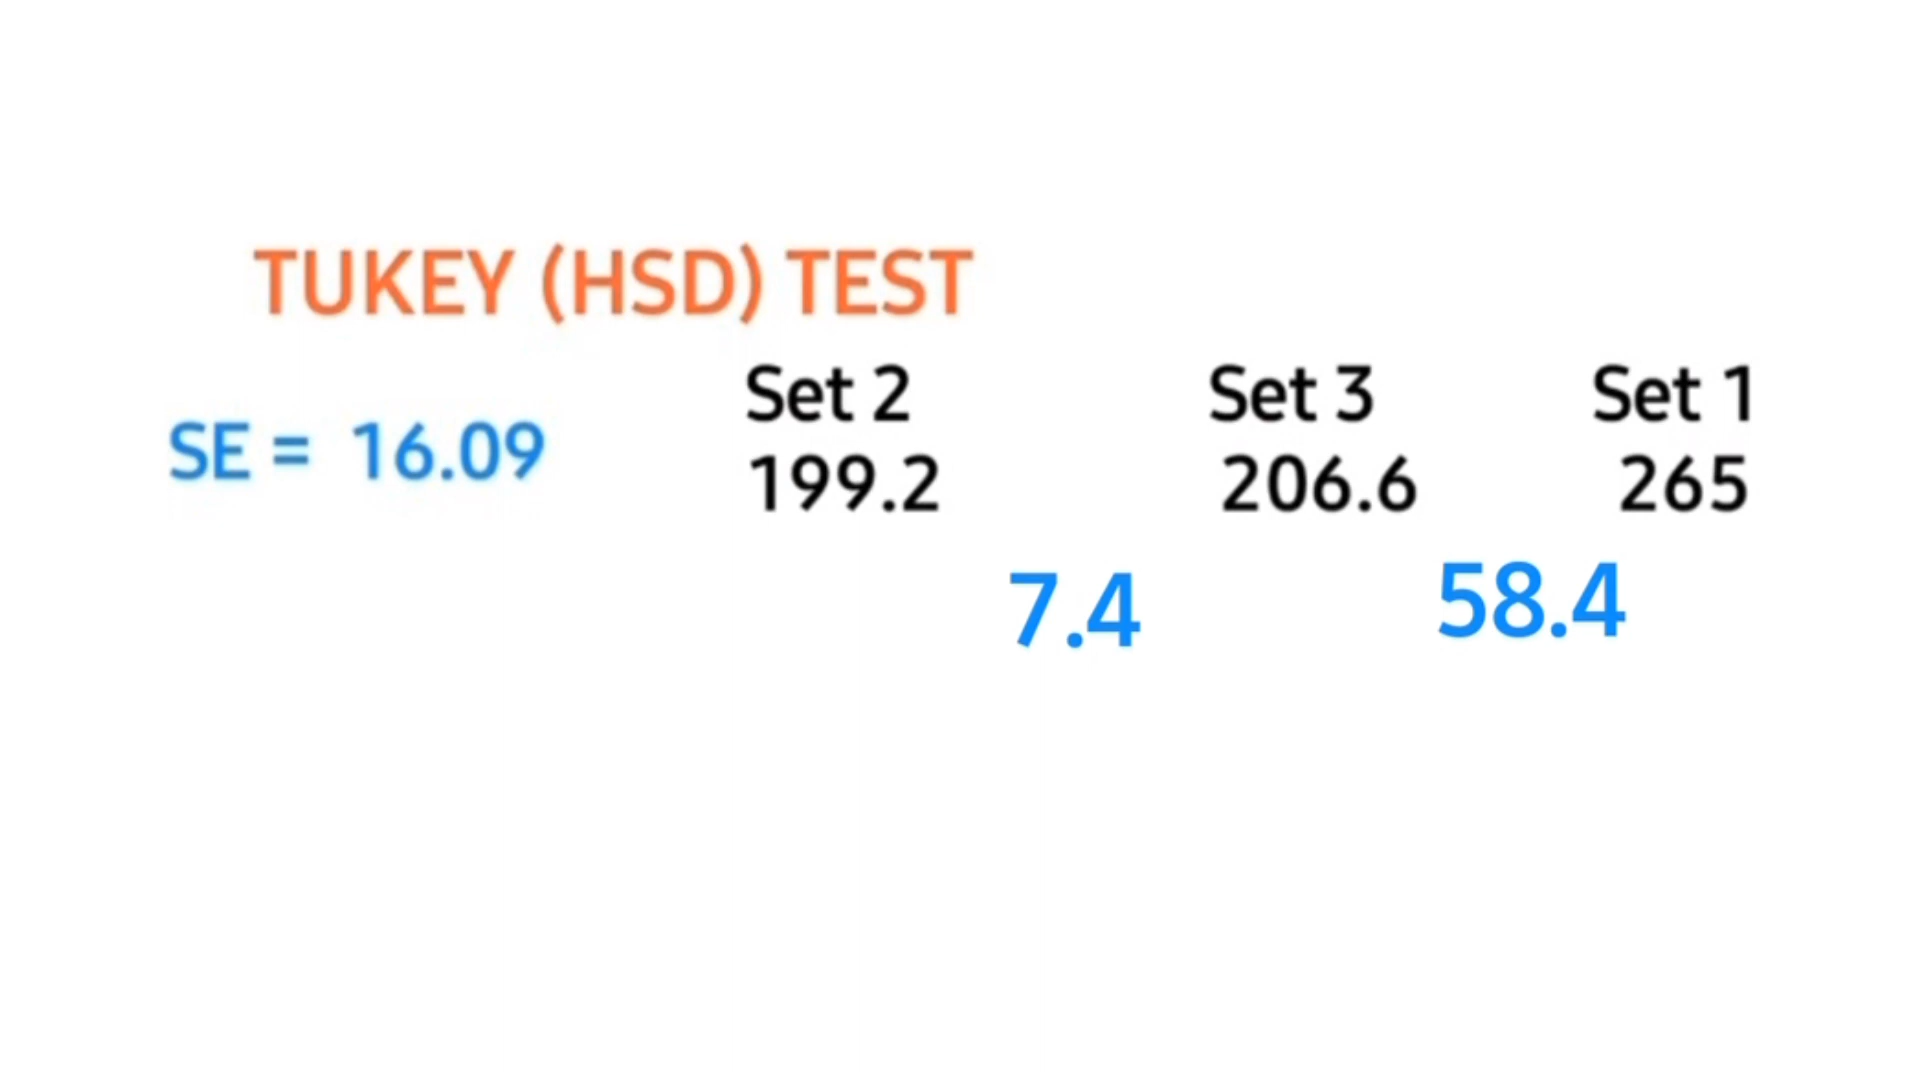 TUKEY (HSD) TEST
Set 2 Set 3 Set 1
SE = 16.09
199.2 206.6 265
7.4 58.4